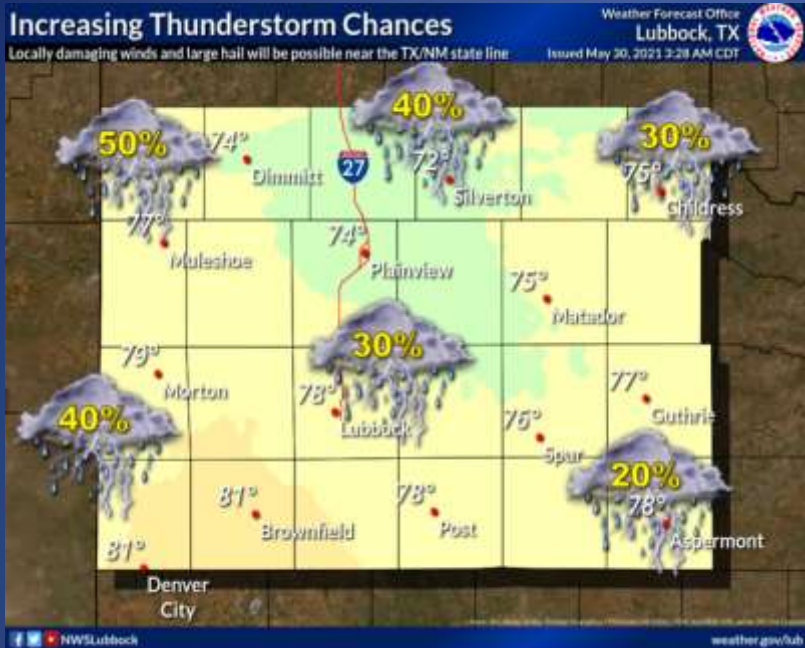 Increasing Thunderstorm Chances
Locally damaging winds and large hail will be possible near the TX/NM state line
Weather Forecast Office
Lubbock, TX
Issued May 30, 2021 3:28 AM CDT
50%
74°
Dimmitt
27
40%
72°
Silverton
30%
75°
Childress
77°
Muleshoe
74°
Plainview
75°
Matador
79°
Morton
40%
30%
78°
Lubbock
76°
Spur
77°
Guthrie
20%
78°
Aspermont
81°
Brownfield
78°
Post
81°
Denver
City
NWSLubbock
weather.gov/lub